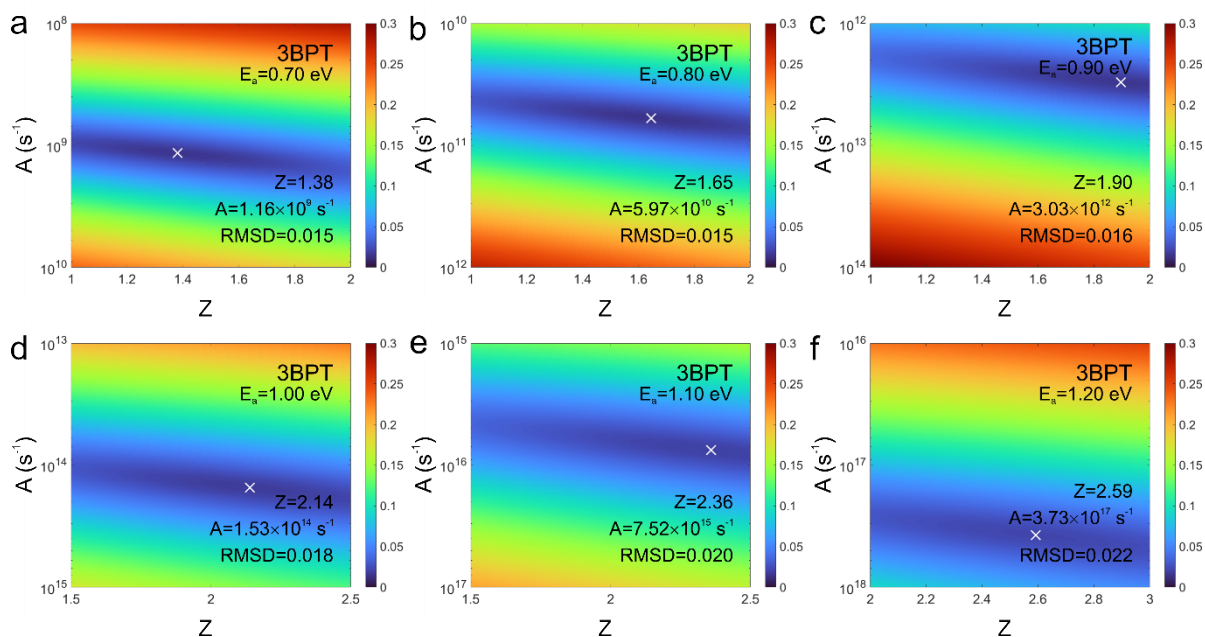 a
10⁸
10⁹
10¹⁰
A (s⁻¹)
3BPT
Eₐ=0.70 eV
Z=1.38
A=1.16×10⁹ s⁻¹
RMSD=0.015
1 1.2 1.4 1.6 1.8 2
Z
0.3
0.25
0.2
0.15
0.1
0.05
0
b
10¹⁰
10¹¹
10¹²
A (s⁻¹)
3BPT
Eₐ=0.80 eV
Z=1.65
A=5.97×10¹⁰ s⁻¹
RMSD=0.015
1 1.2 1.4 1.6 1.8 2
Z
0.3
0.25
0.2
0.15
0.1
0.05
0
c
10¹²
10¹³
10¹⁴
A (s⁻¹)
3BPT
Eₐ=0.90 eV
Z=1.90
A=3.03×10¹² s⁻¹
RMSD=0.016
1 1.2 1.4 1.6 1.8 2
Z
0.3
0.25
0.2
0.15
0.1
0.05
0
d
10¹³
10¹⁴
10¹⁵
A (s⁻¹)
3BPT
Eₐ=1.00 eV
Z=2.14
A=1.53×10¹⁴ s⁻¹
RMSD=0.018
1.5 2 2.5
Z
0.3
0.25
0.2
0.15
0.1
0.05
0
e
10¹⁵
10¹⁶
10¹⁷
A (s⁻¹)
3BPT
Eₐ=1.10 eV
Z=2.36
A=7.52×10¹⁵ s⁻¹
RMSD=0.020
1.5 2 2.5
Z
0.3
0.25
0.2
0.15
0.1
0.05
0
f
10¹⁶
10¹⁷
10¹⁸
A (s⁻¹)
3BPT
Eₐ=1.20 eV
Z=2.59
A=3.73×10¹⁷ s⁻¹
RMSD=0.022
2 2.2 2.4 2.6 2.8 3
Z
0.3
0.25
0.2
0.15
0.1
0.05
0